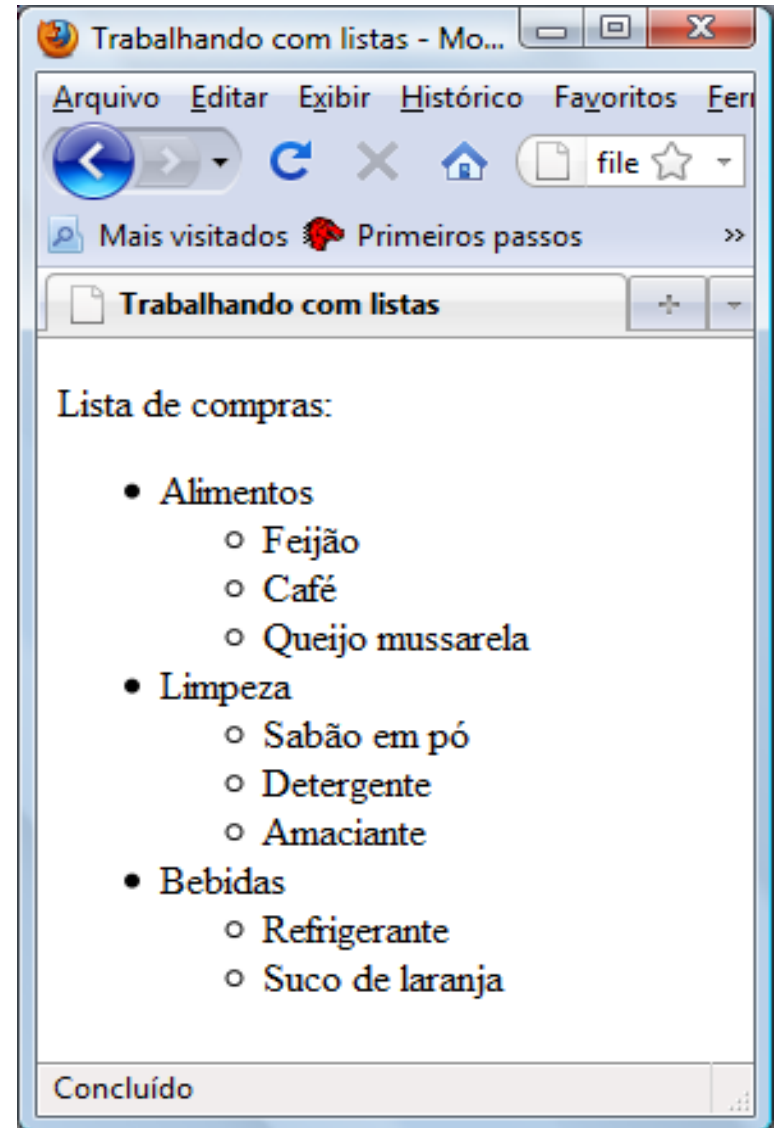 Trabalhando com listas - Mo...
Arquivo Editar Exibir Histórico Favoritos Ferr
file
Mais visitados Primeiros passos »
Trabalhando com listas
Lista de compras:
• Alimentos
○ Feijão
○ Café
○ Queijo mussarela
• Limpeza
○ Sabão em pó
○ Detergente
○ Amaciante
• Bebidas
○ Refrigerante
○ Suco de laranja
Concluído